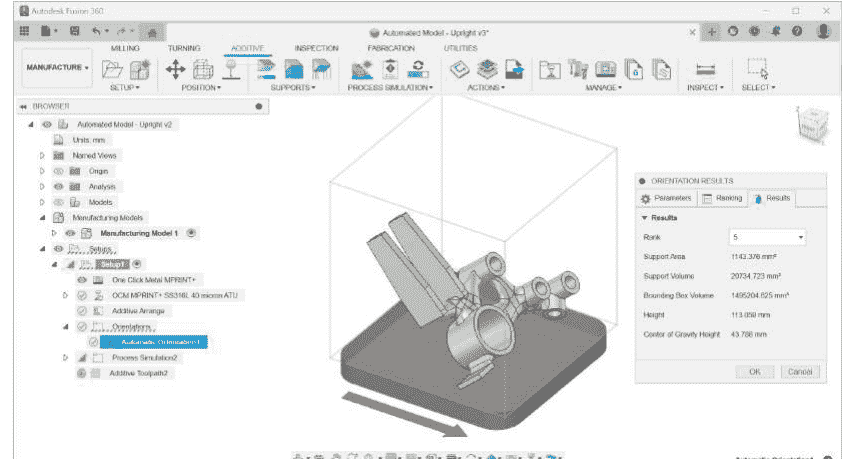 Autodesk Fusion 360
Automated Model - Upright v3*
MILLING TURNING ADDITIVE INSPECTION FABRICATION UTILITIES
MANUFACTURE
SETUP POSITION SUPPORTS PROCESS SIMULATION ACTIONS MANAGE INSPECT SELECT
BROWSER
Automated Model - Upright v2
Units: mm
Named Views
Origin
Analysis
Models
Manufacturing Models
Manufacturing Model 1
Setups
Setup1
One Click Metal MPRINT+
OCM MPRINT+ SS316L 40 micron ATU
Additive Arrange
Orientations
Automatic Orientation1
Process Simulation2
Additive Toolpath2
ORIENTATION RESULTS
Parameters Ranking Results
Results
Rank 5
Support Area 1143.376 mm²
Support Volume 20734.723 mm³
Bounding Box Volume 1495204.625 mm³
Height 113.059 mm
Center of Gravity Height 43.786 mm
OK Cancel
Automatic Orientation1